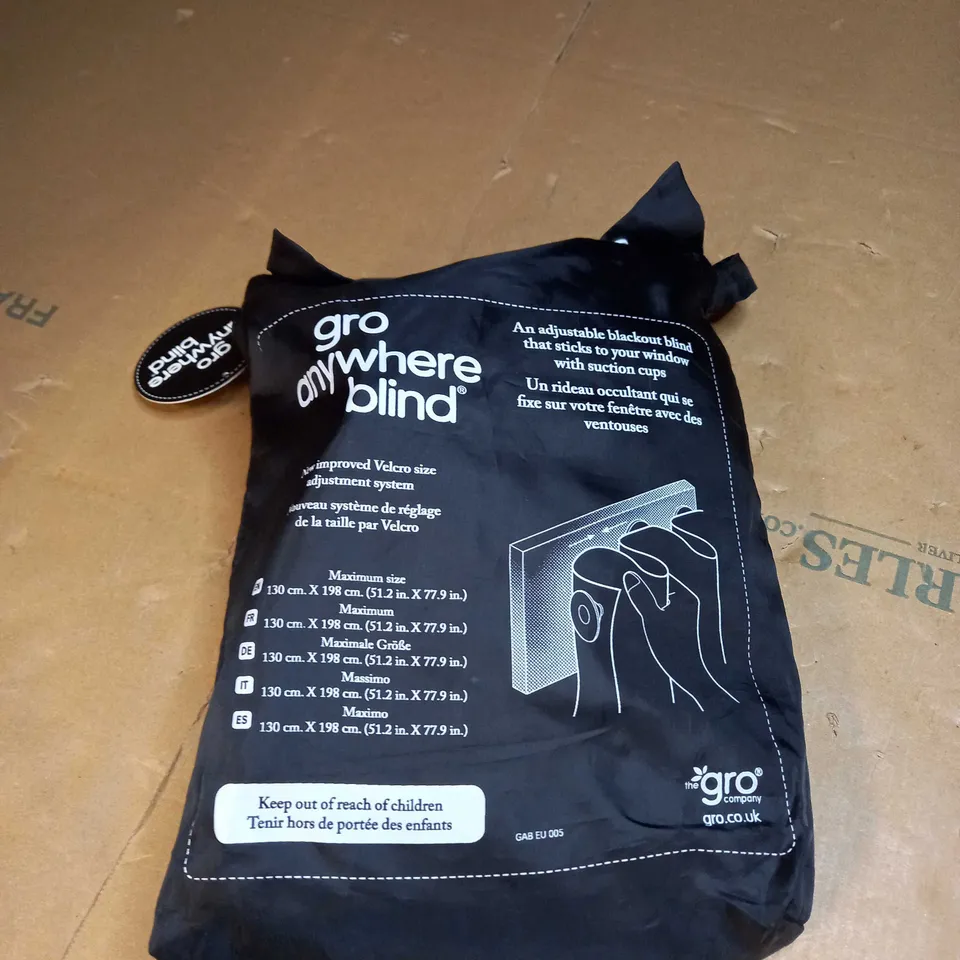 gro
anywhere
blind®
An adjustable blackout blind
that sticks to your window
with suction cups
Un rideau occultant qui se
fixe sur votre fenêtre avec des
ventouses
improved Velcro size
adjustment system
système de réglage
de la taille par Velcro
Maximum size
130 cm. X 198 cm. (51.2 in. X 77.9 in.)
FR Maximum
130 cm. X 198 cm. (51.2 in. X 77.9 in.)
DE Maximale Größe
130 cm. X 198 cm. (51.2 in. X 77.9 in.)
IT Massimo
130 cm. X 198 cm. (51.2 in. X 77.9 in.)
ES Maximo
130 cm. X 198 cm. (51.2 in. X 77.9 in.)
Keep out of reach of children
Tenir hors de portée des enfants
GAB EU 005
the gro®
company
gro.co.uk
gro
anywhere
blind
FRA
RLES.co
LIVER